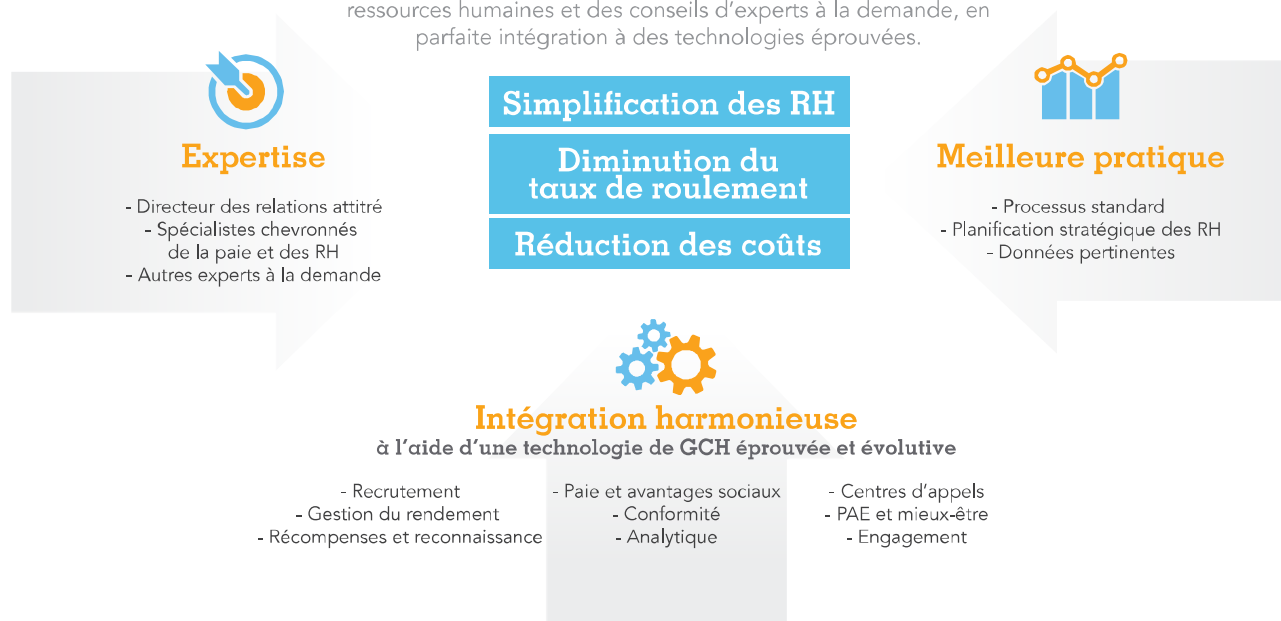 ressources humaines et des conseils d’experts à la demande, en
parfaite intégration à des technologies éprouvées.
Expertise
- Directeur des relations attitré
- Spécialistes chevronnés
de la paie et des RH
- Autres experts à la demande
Simplification des RH
Diminution du
taux de roulement
Réduction des coûts
Meilleure pratique
- Processus standard
- Planification stratégique des RH
- Données pertinentes
Intégration harmonieuse
à l’aide d’une technologie de GCH éprouvée et évolutive
- Recrutement
- Gestion du rendement
- Récompenses et reconnaissance
- Paie et avantages sociaux
- Conformité
- Analytique
- Centres d’appels
- PAE et mieux-être
- Engagement